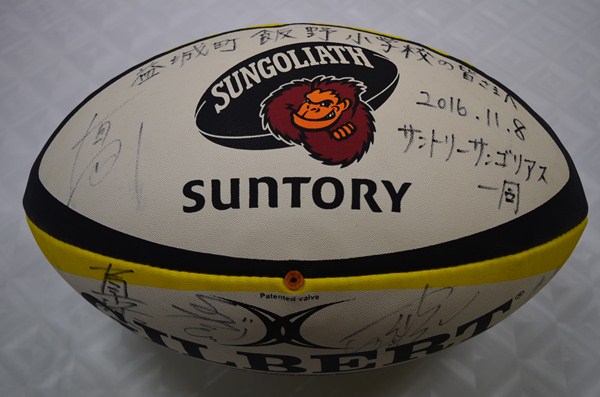 益城町 飯野小学校の皆さまへ
SUNGOLIATH
2016.11.8
サントリーサンゴリアス
一同
SUNTORY
Patented valve
GILBERT